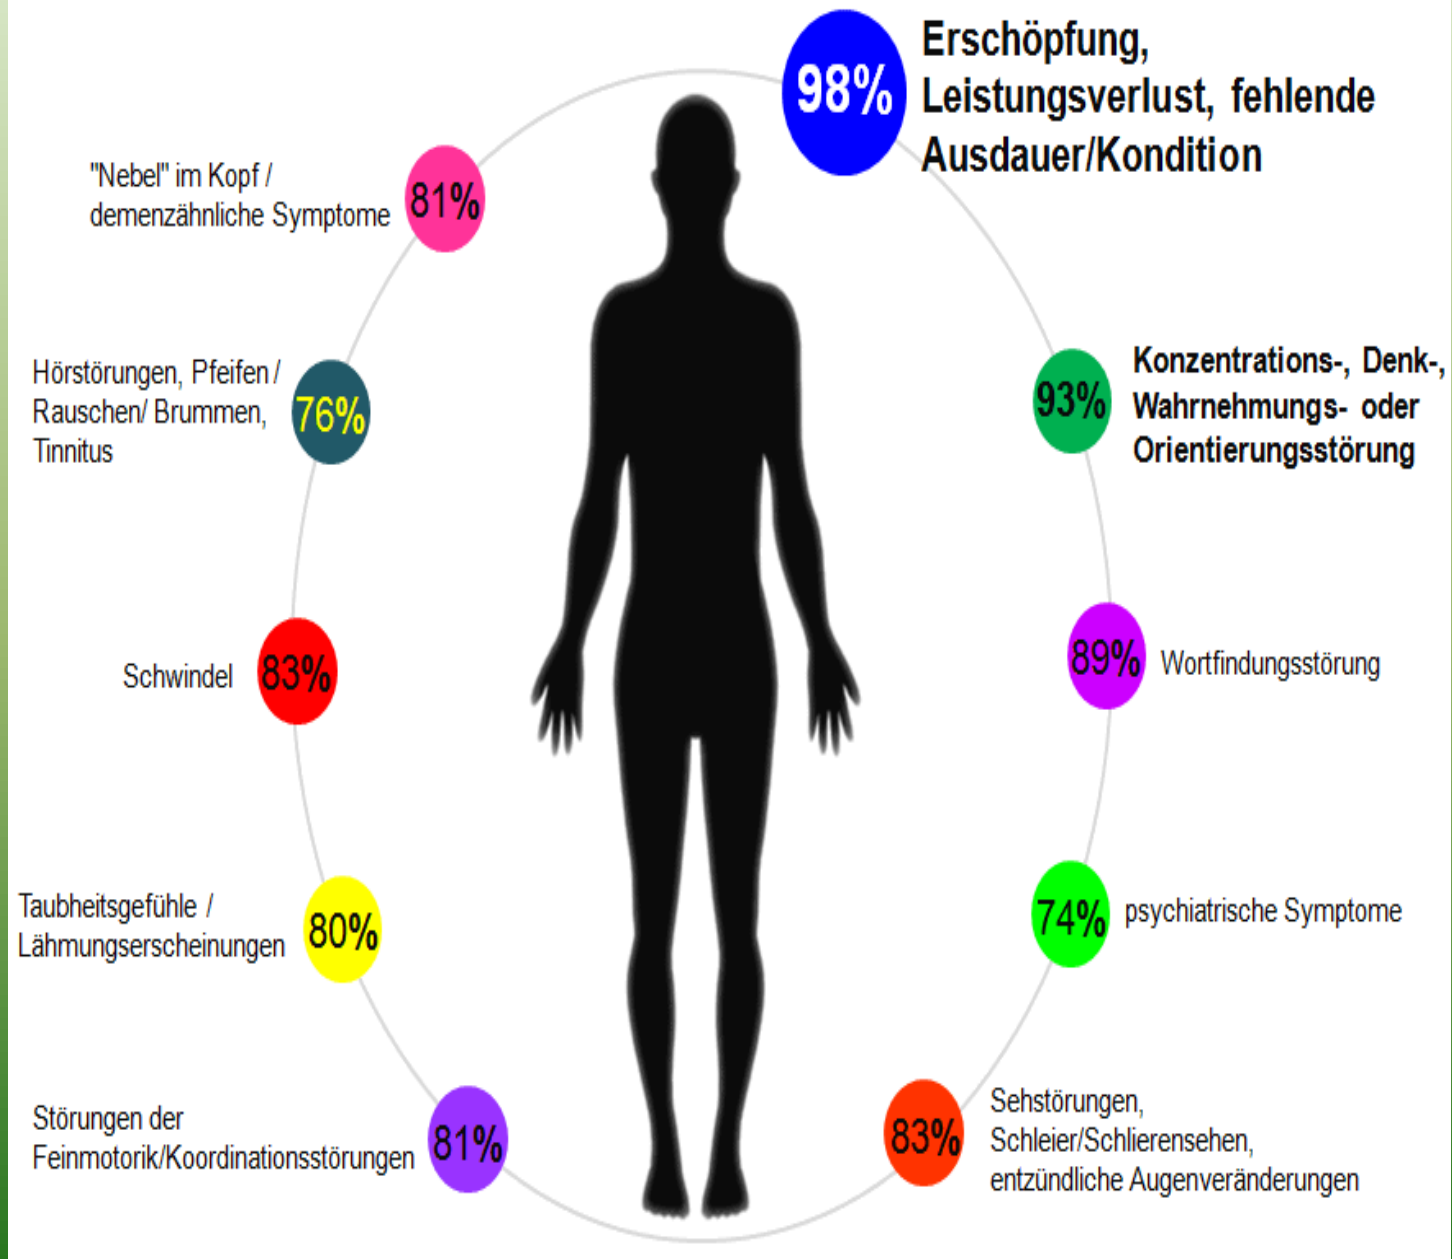 98%
Erschöpfung,
Leistungsverlust, fehlende
Ausdauer/Kondition
93%
Konzentrations-, Denk-,
Wahrnehmungs- oder
Orientierungsstörung
89%
Wortfindungsstörung
74%
psychiatrische Symptome
83%
Sehstörungen,
Schleier/Schlierensehen,
entzündliche Augenveränderungen
81%
Störungen der
Feinmotorik/Koordinationsstörungen
80%
Taubheitsgefühle /
Lähmungserscheinungen
83%
Schwindel
76%
Hörstörungen, Pfeifen /
Rauschen/ Brummen,
Tinnitus
81%
"Nebel" im Kopf /
demenzähnliche Symptome